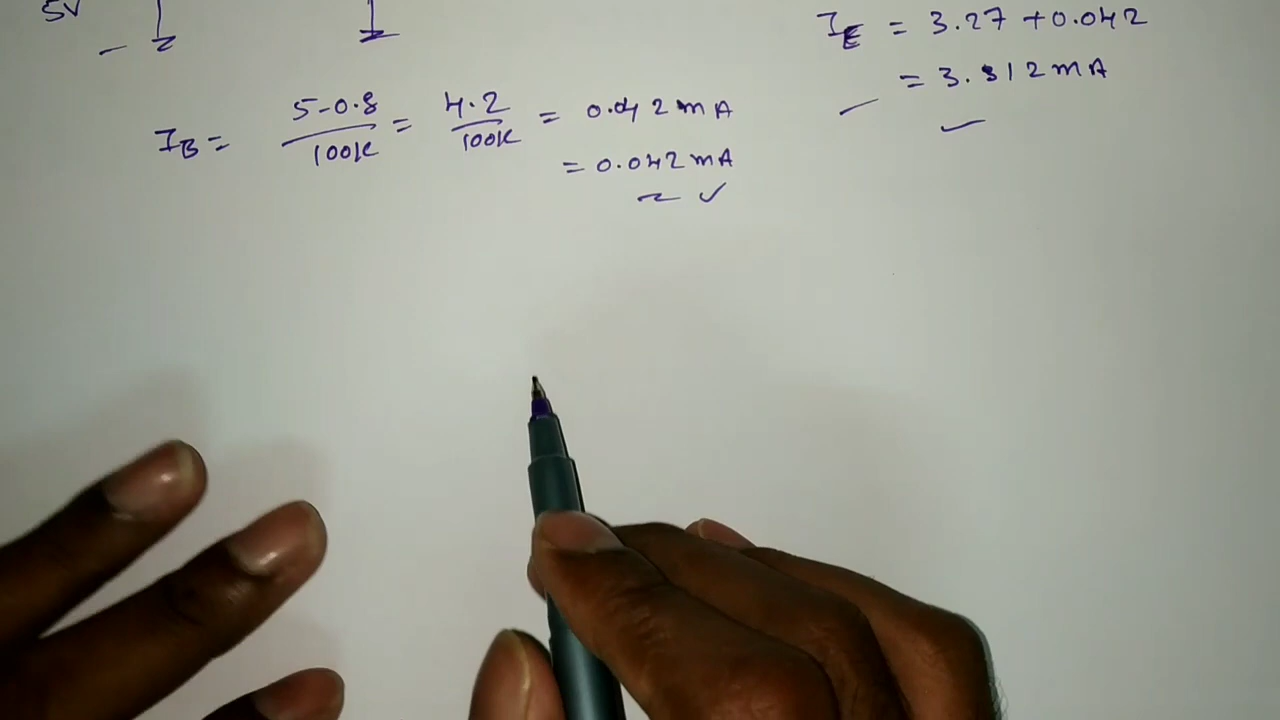 5V
I_E = 3.27 + 0.042
= 3.312 mA
I_B = 5-0.8/100K = 4.2/100K = 0.042 mA
= 0.042 mA